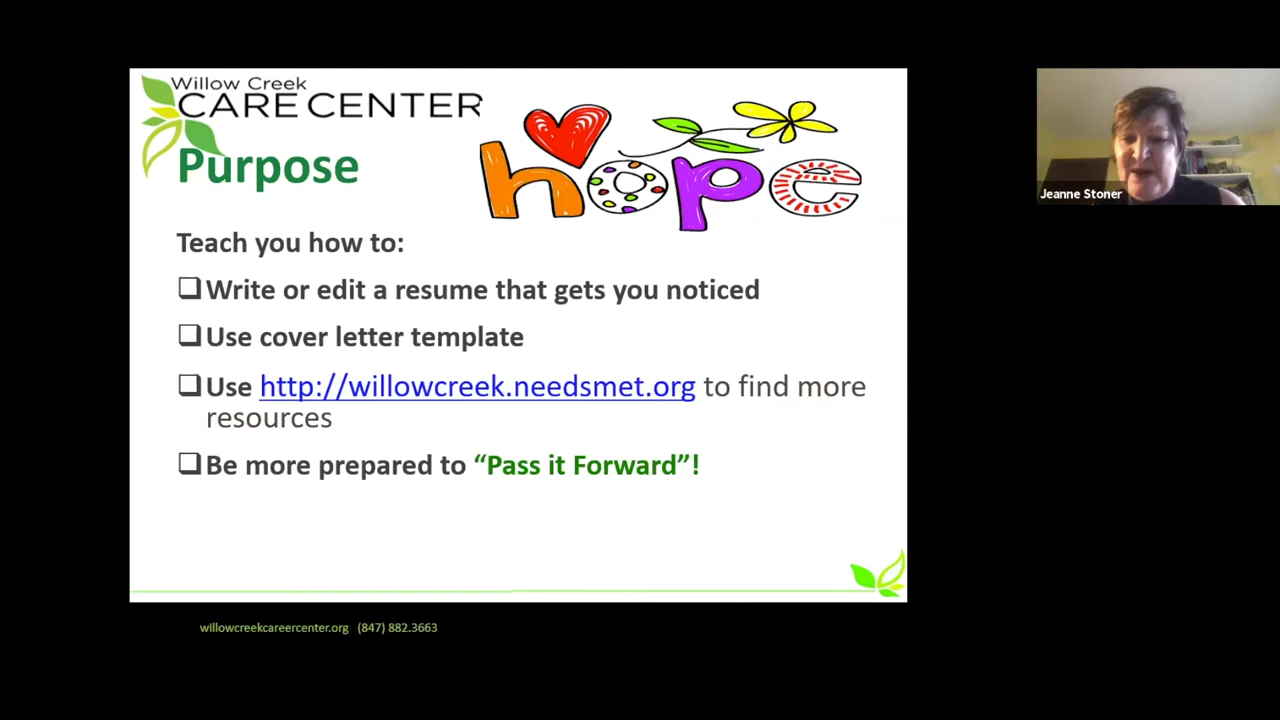 Willow Creek
CARE CENTER
hope
Purpose
Teach you how to:
Write or edit a resume that gets you noticed
Use cover letter template
Use http://willowcreek.needsmet.org to find more
resources
Be more prepared to “Pass it Forward”!
willowcreekcareercenter.org (847) 882.3663
Jeanne Stoner